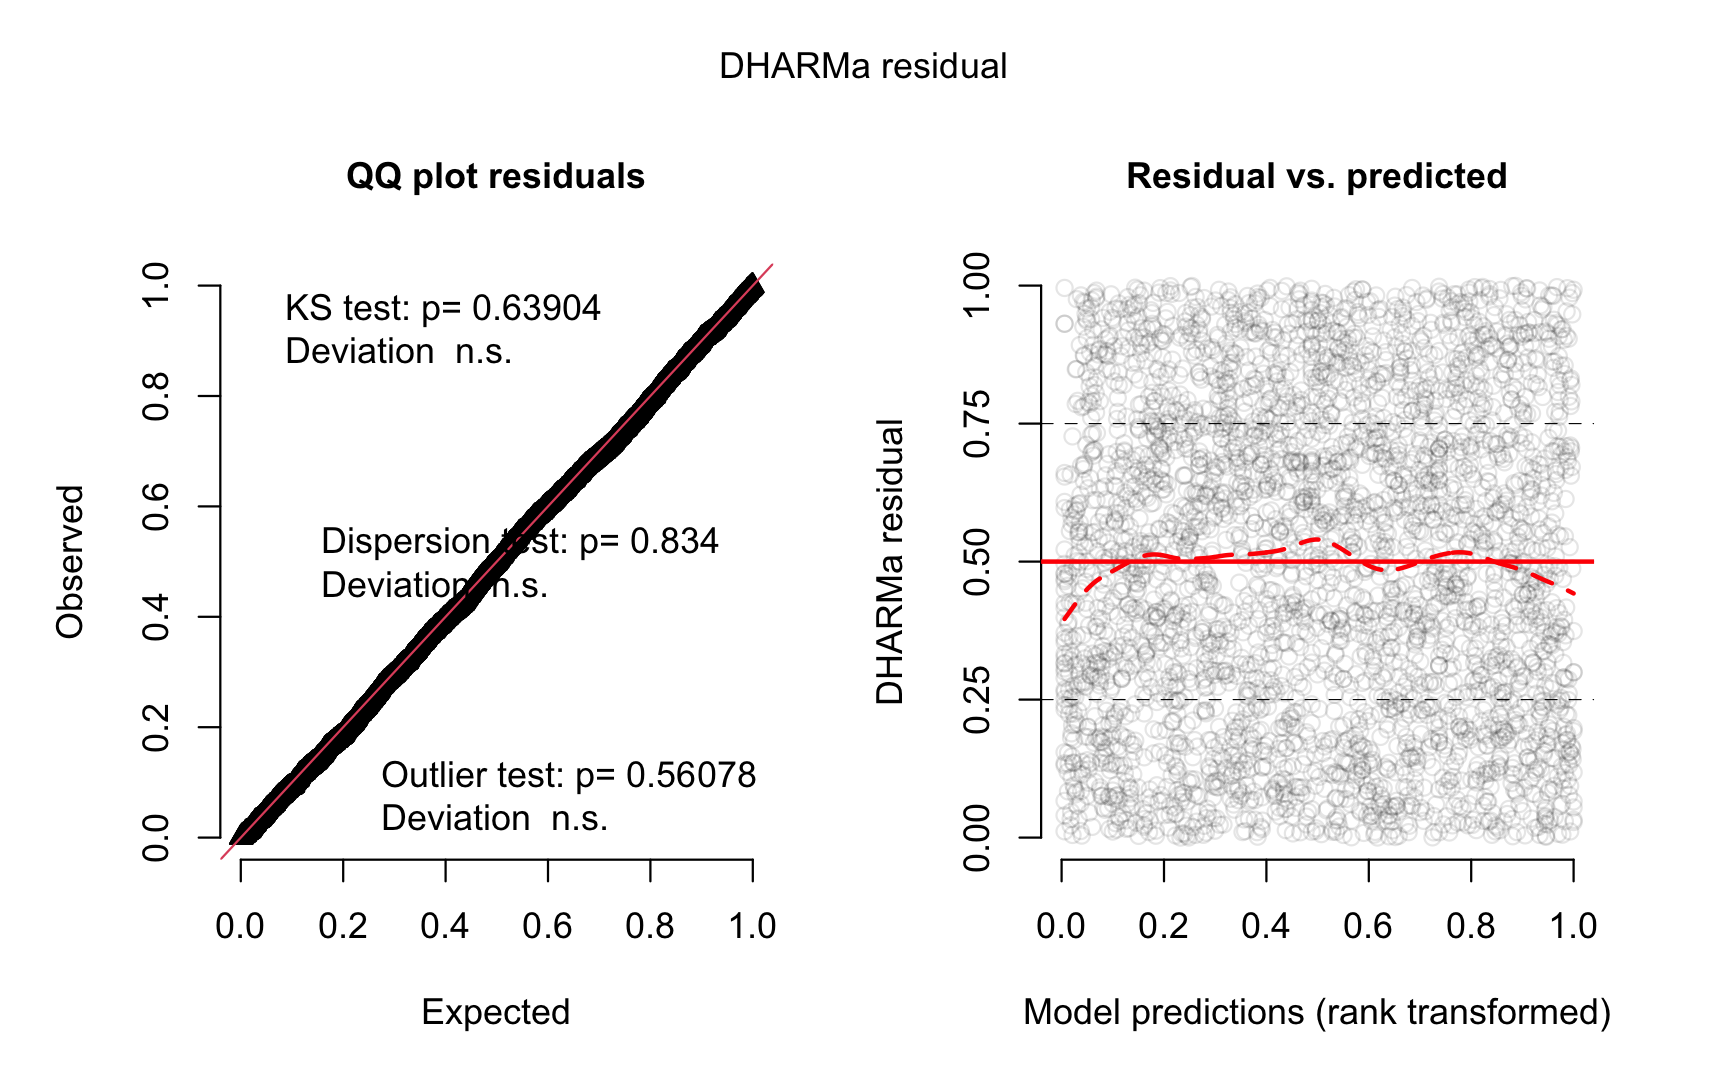 DHARMa residual
QQ plot residuals
Observed
0.0 0.2 0.4 0.6 0.8 1.0
KS test: p= 0.63904
Deviation n.s.
Dispersion test: p= 0.834
Deviation n.s.
Outlier test: p= 0.56078
Deviation n.s.
0.0 0.2 0.4 0.6 0.8 1.0
Expected
Residual vs. predicted
DHARMa residual
0.00 0.25 0.50 0.75 1.00
0.0 0.2 0.4 0.6 0.8 1.0
Model predictions (rank transformed)